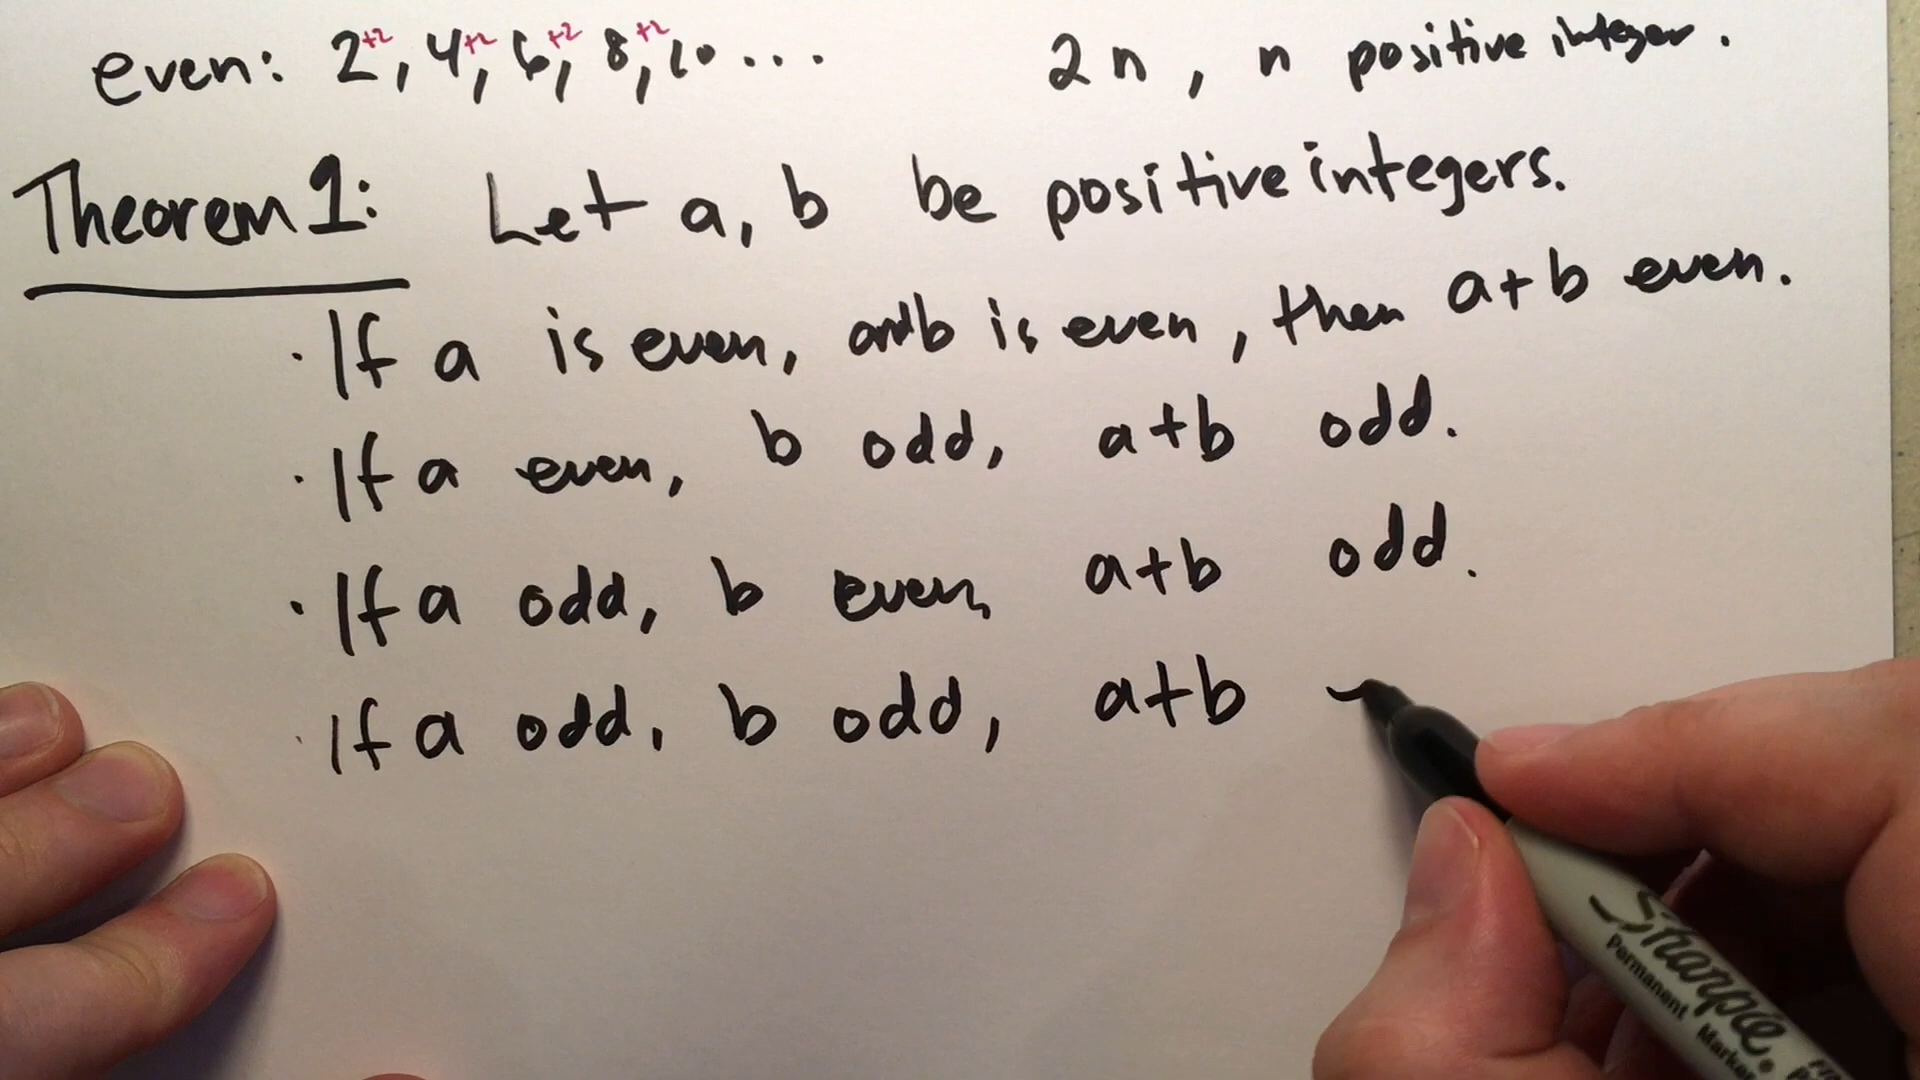 even: 2, 4, 6, 8, 10 ... 2n, n positive integer.
+2 +2 +2 +2
Theorem 1: Let a, b be positive integers.
· If a is even, and b is even, then a+b even.
· If a even, b odd, a+b odd.
· If a odd, b even, a+b odd.
· If a odd, b odd, a+b
Sharpie.
Permanent Marker